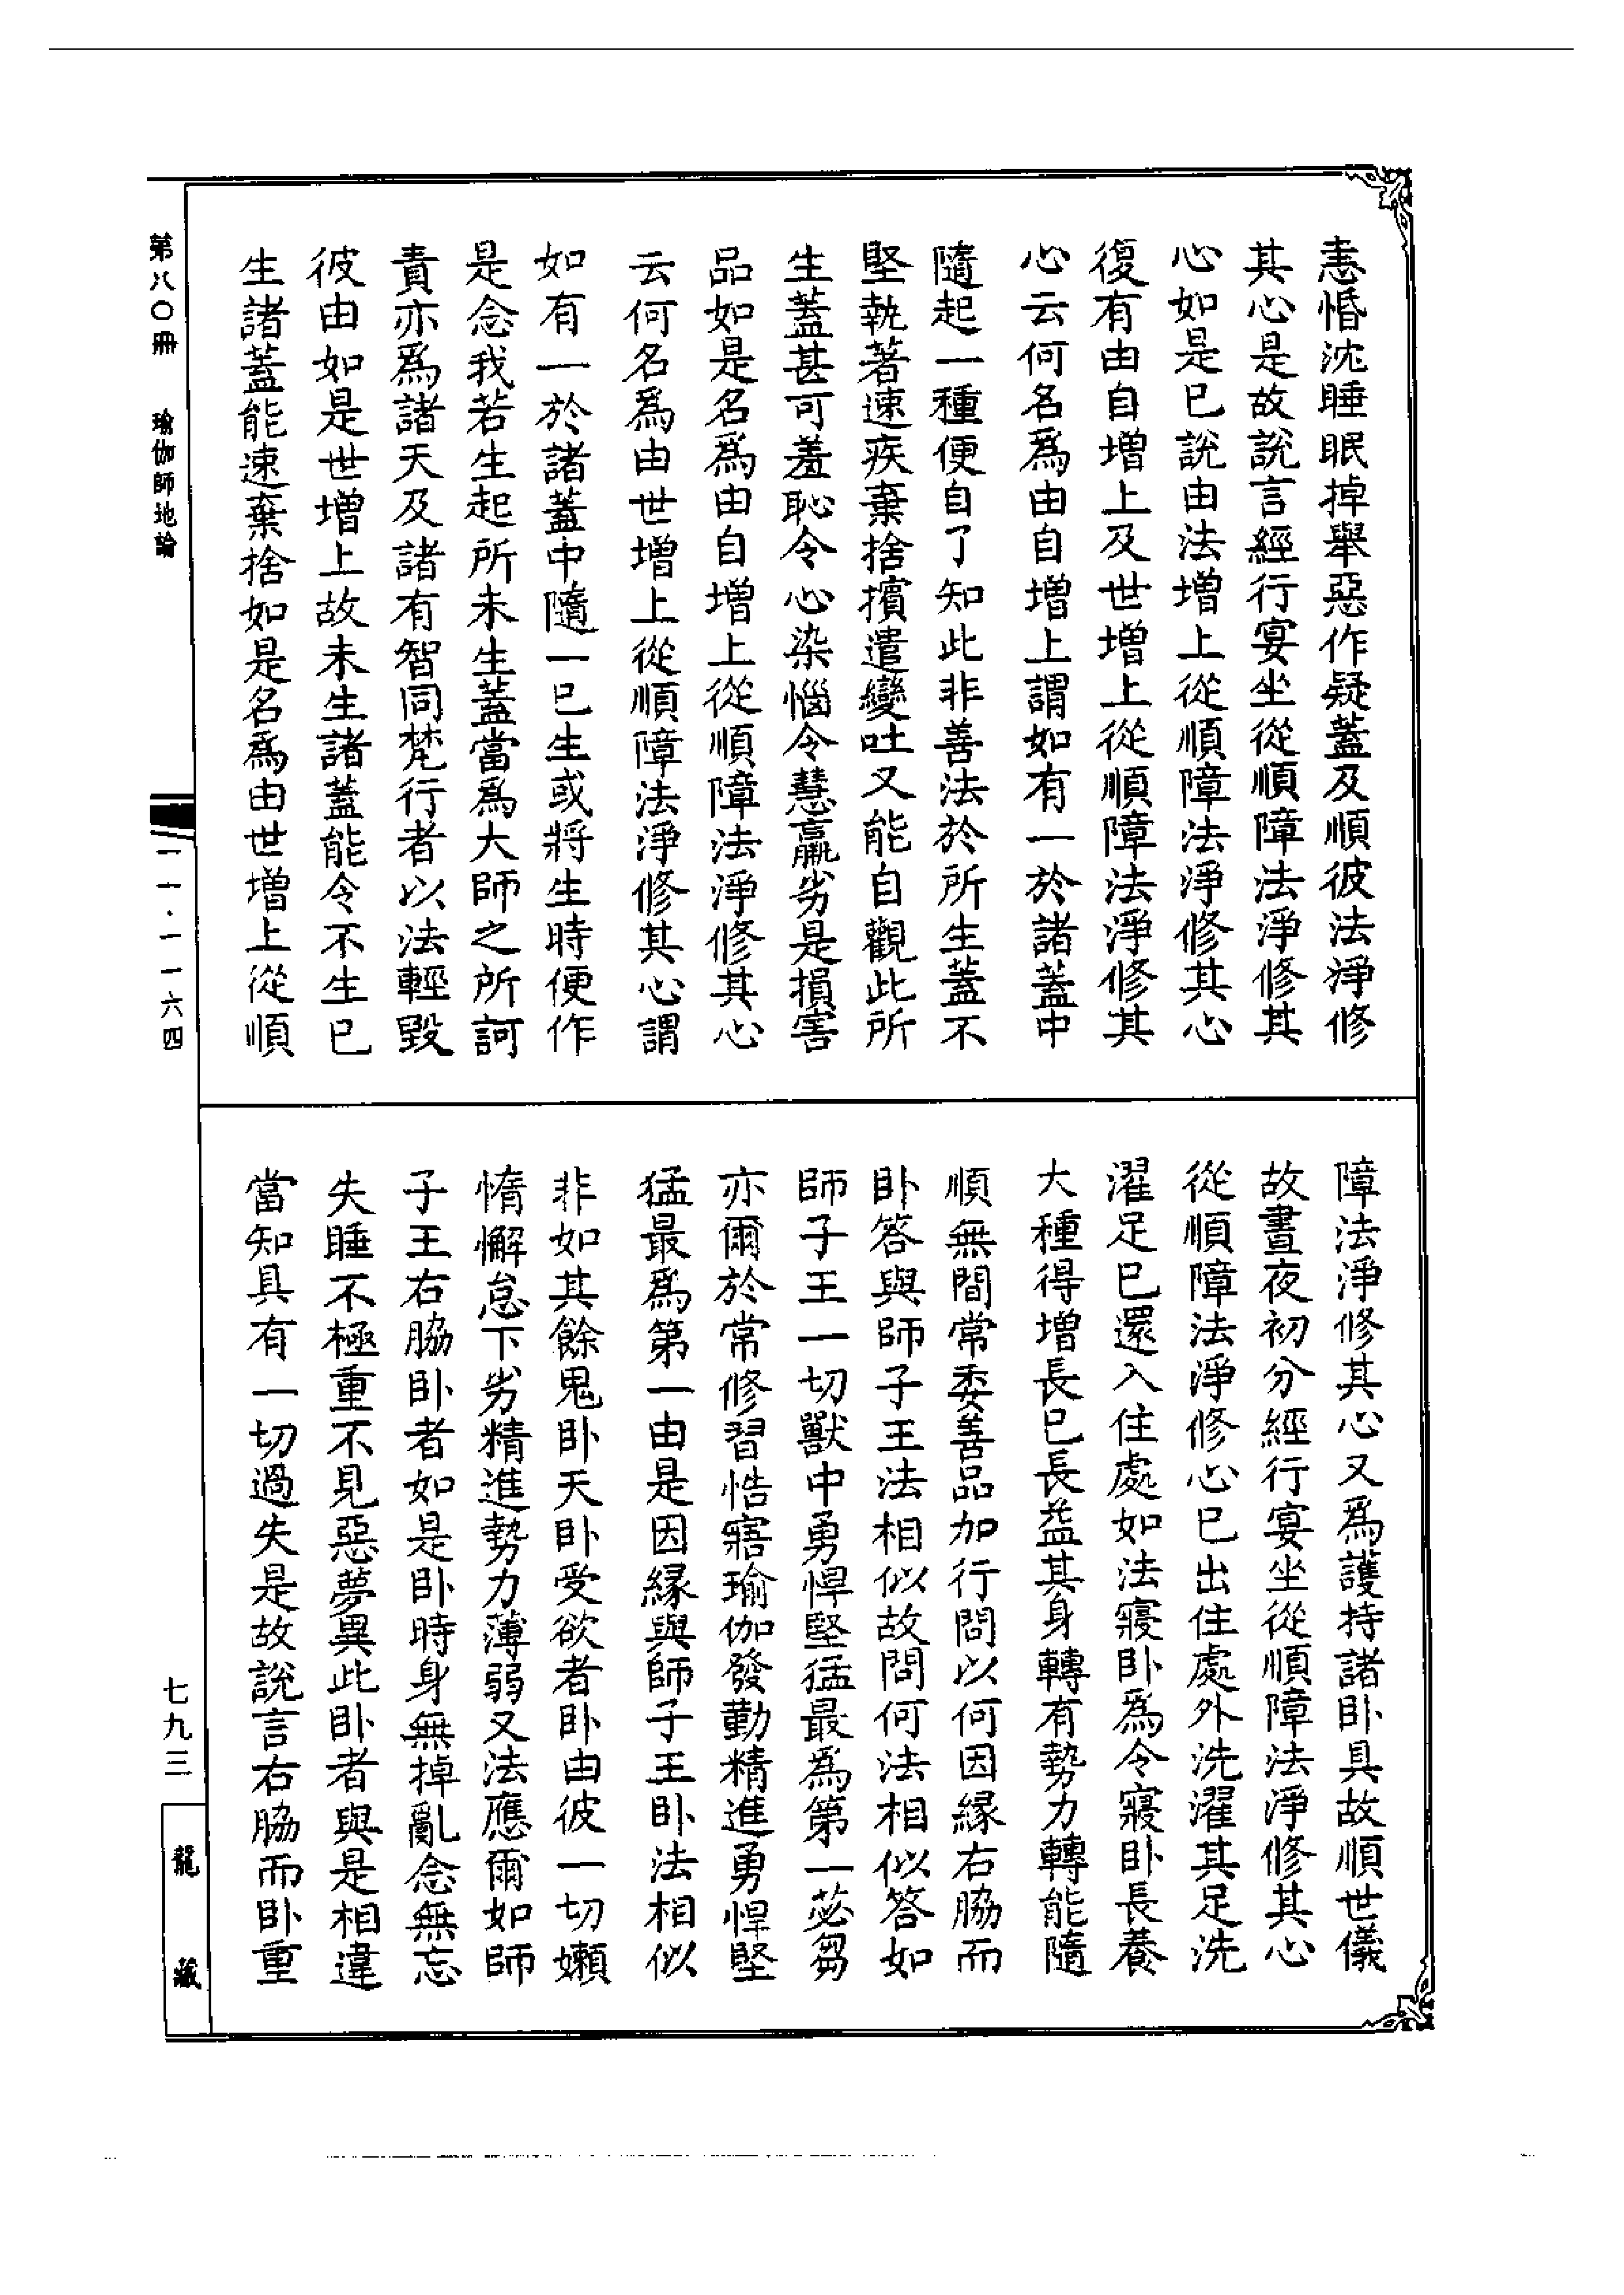 恚惛沈睡眠掉舉惡作疑蓋及順彼法淨修
其心是故說言經行宴坐從順障法淨修其
心如是已說由法增上從順障法淨修其心
復有由自增上及世增上從順障法淨修其
心云何名爲由自增上謂如有一於諸蓋中
隨起一種便自了知此非善法於所生蓋不
堅執著速疾棄捨擯遣變吐又能自觀此所
生蓋甚可羞恥令心染惱令慧羸劣是損害
品如是名爲由自增上從順障法淨修其心
云何名爲由世增上從順障法淨修其心謂
如有一於諸蓋中隨一已生或將生時便作
是念我若生起所未生蓋當爲大師之所訶
責亦爲諸天及諸有智同梵行者以法輕毀
彼由如是世增上故未生諸蓋能令不生已
生諸蓋能速棄捨如是名爲由世增上從順
障法淨修其心又爲護持諸臥具故順世儀
故晝夜初分經行宴坐從順障法淨修其心
從順障法淨修心已出住處外洗濯其足洗
濯足已還入住處如法寢臥爲令寢臥長養
大種得增長已長益其身轉有勢力轉能隨
順無間常委善品加行問以何因緣右脇而
臥答與師子王法相似故問何法相似答如
師子王一切獸中勇悍堅猛最爲第一苾芻
亦爾於常修習悎寤瑜伽發勤精進勇悍堅
猛最爲第一由是因緣與師子王臥法相似
非如其餘鬼臥天臥受欲者臥由彼一切嬾
惰懈怠下劣精進勢力薄弱又法應爾如師
子王右脇臥者如是臥時身無掉亂念無忘
失睡不極重不見惡夢異此臥者與是相違
當知具有一切過失是故說言右脇而臥重
第八〇冊 瑜伽師地論
一一·一一六四
七九三
龍藏